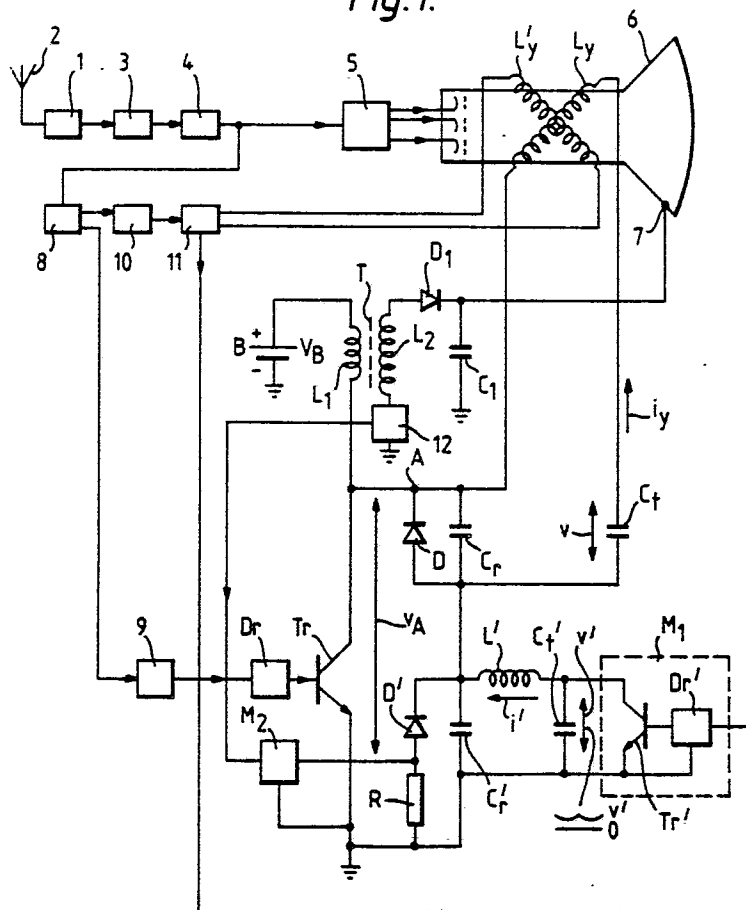 Fig.1.
2
1
3
4
5
L'y
Ly
6
7
8
10
11
D1
T
B
+
-
VB
L1
L2
C1
12
iy
A
v
Ct
D
Cr
vA
9
Dr
Tr
L'
Ct'
v'
M1
Dr'
D'
i'
M2
R
Cr'
v'
0
Tr'